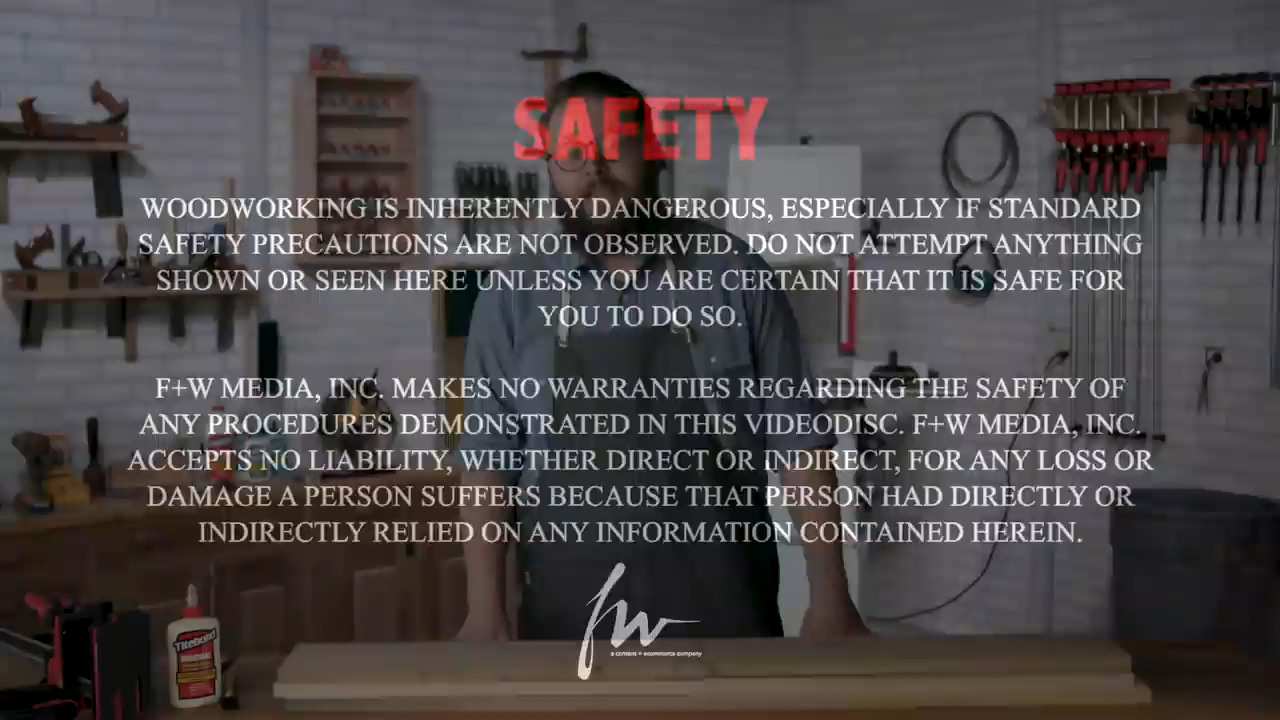 SAFETY
WOODWORKING IS INHERENTLY DANGEROUS, ESPECIALLY IF STANDARD
SAFETY PRECAUTIONS ARE NOT OBSERVED. DO NOT ATTEMPT ANYTHING
SHOWN OR SEEN HERE UNLESS YOU ARE CERTAIN THAT IT IS SAFE FOR
YOU TO DO SO.
F+W MEDIA, INC. MAKES NO WARRANTIES REGARDING THE SAFETY OF
ANY PROCEDURES DEMONSTRATED IN THIS VIDEODISC. F+W MEDIA, INC.
ACCEPTS NO LIABILITY, WHETHER DIRECT OR INDIRECT, FOR ANY LOSS OR
DAMAGE A PERSON SUFFERS BECAUSE THAT PERSON HAD DIRECTLY OR
INDIRECTLY RELIED ON ANY INFORMATION CONTAINED HEREIN.
fw
a content + ecommerce company
Titebond